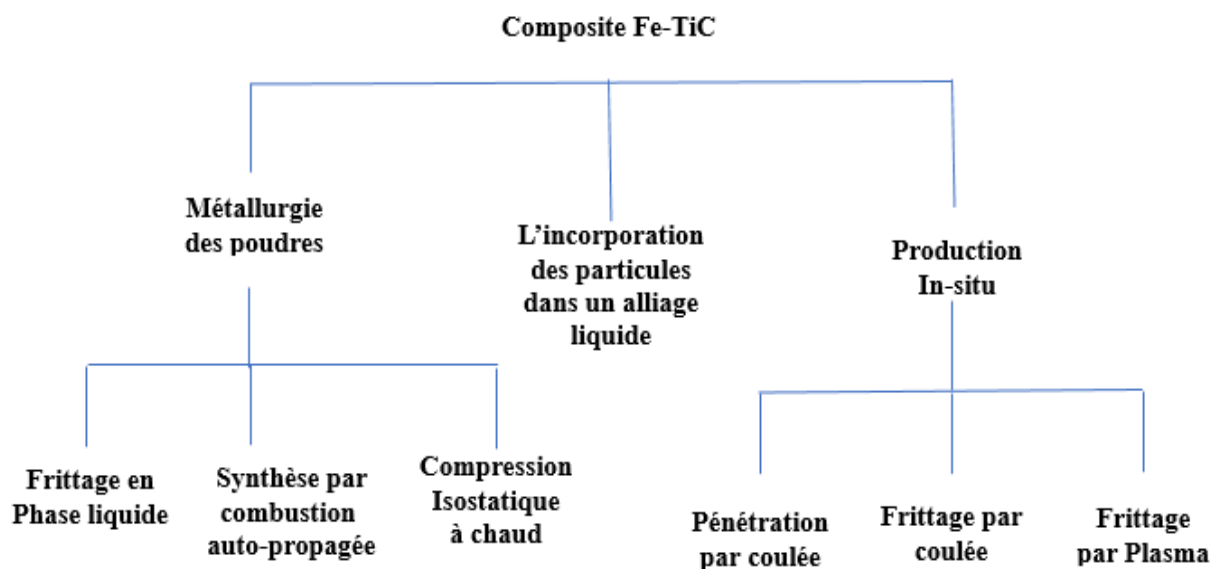 Composite Fe-TiC
Métallurgie
des poudres
L'incorporation
des particules
dans un alliage
liquide
Production
In-situ
Frittage en
Phase liquide
Synthèse par
combustion
auto-propagée
Compression
Isostatique
à chaud
Pénétration
par coulée
Frittage par
coulée
Frittage
par Plasma